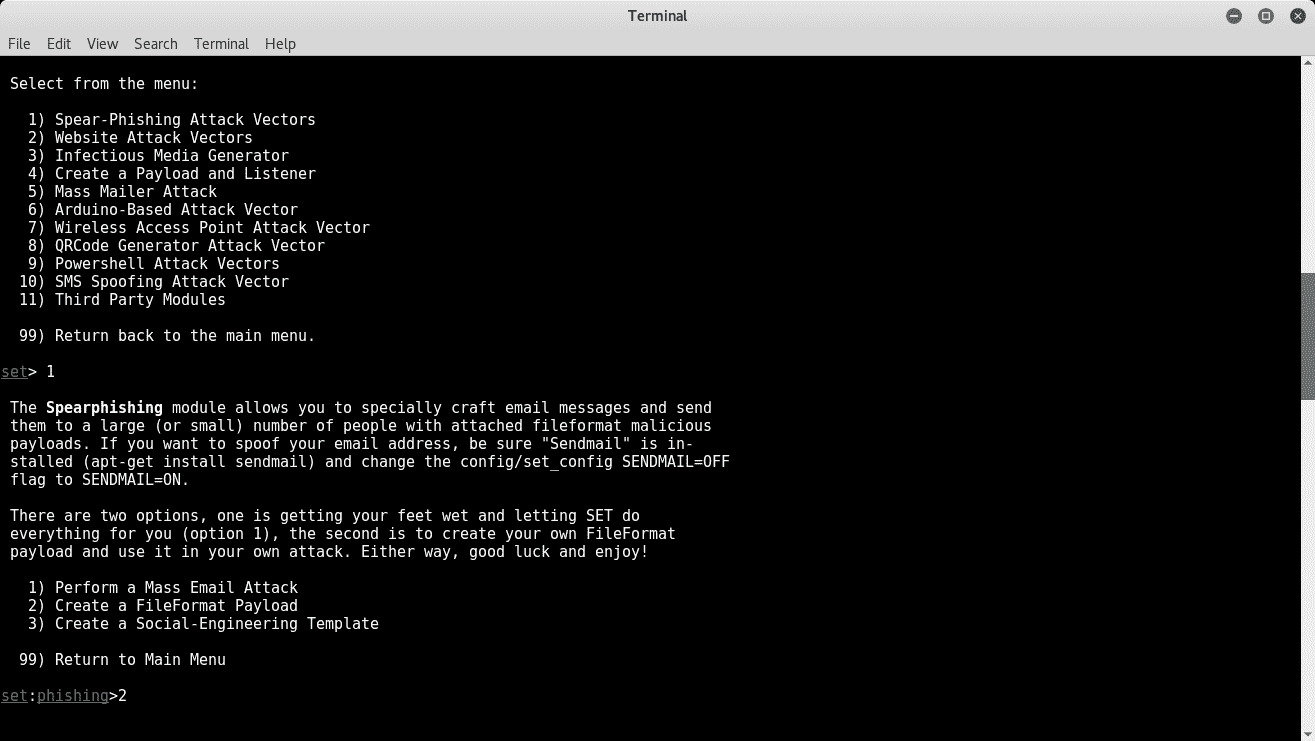 Terminal
File Edit View Search Terminal Help
Select from the menu:
1) Spear-Phishing Attack Vectors
2) Website Attack Vectors
3) Infectious Media Generator
4) Create a Payload and Listener
5) Mass Mailer Attack
6) Arduino-Based Attack Vector
7) Wireless Access Point Attack Vector
8) QRCode Generator Attack Vector
9) Powershell Attack Vectors
10) SMS Spoofing Attack Vector
11) Third Party Modules
99) Return back to the main menu.
set> 1
The Spearphishing module allows you to specially craft email messages and send
them to a large (or small) number of people with attached fileformat malicious
payloads. If you want to spoof your email address, be sure "Sendmail" is in-
stalled (apt-get install sendmail) and change the config/set_config SENDMAIL=OFF
flag to SENDMAIL=ON.
There are two options, one is getting your feet wet and letting SET do
everything for you (option 1), the second is to create your own FileFormat
payload and use it in your own attack. Either way, good luck and enjoy!
1) Perform a Mass Email Attack
2) Create a FileFormat Payload
3) Create a Social-Engineering Template
99) Return to Main Menu
set:phishing>2